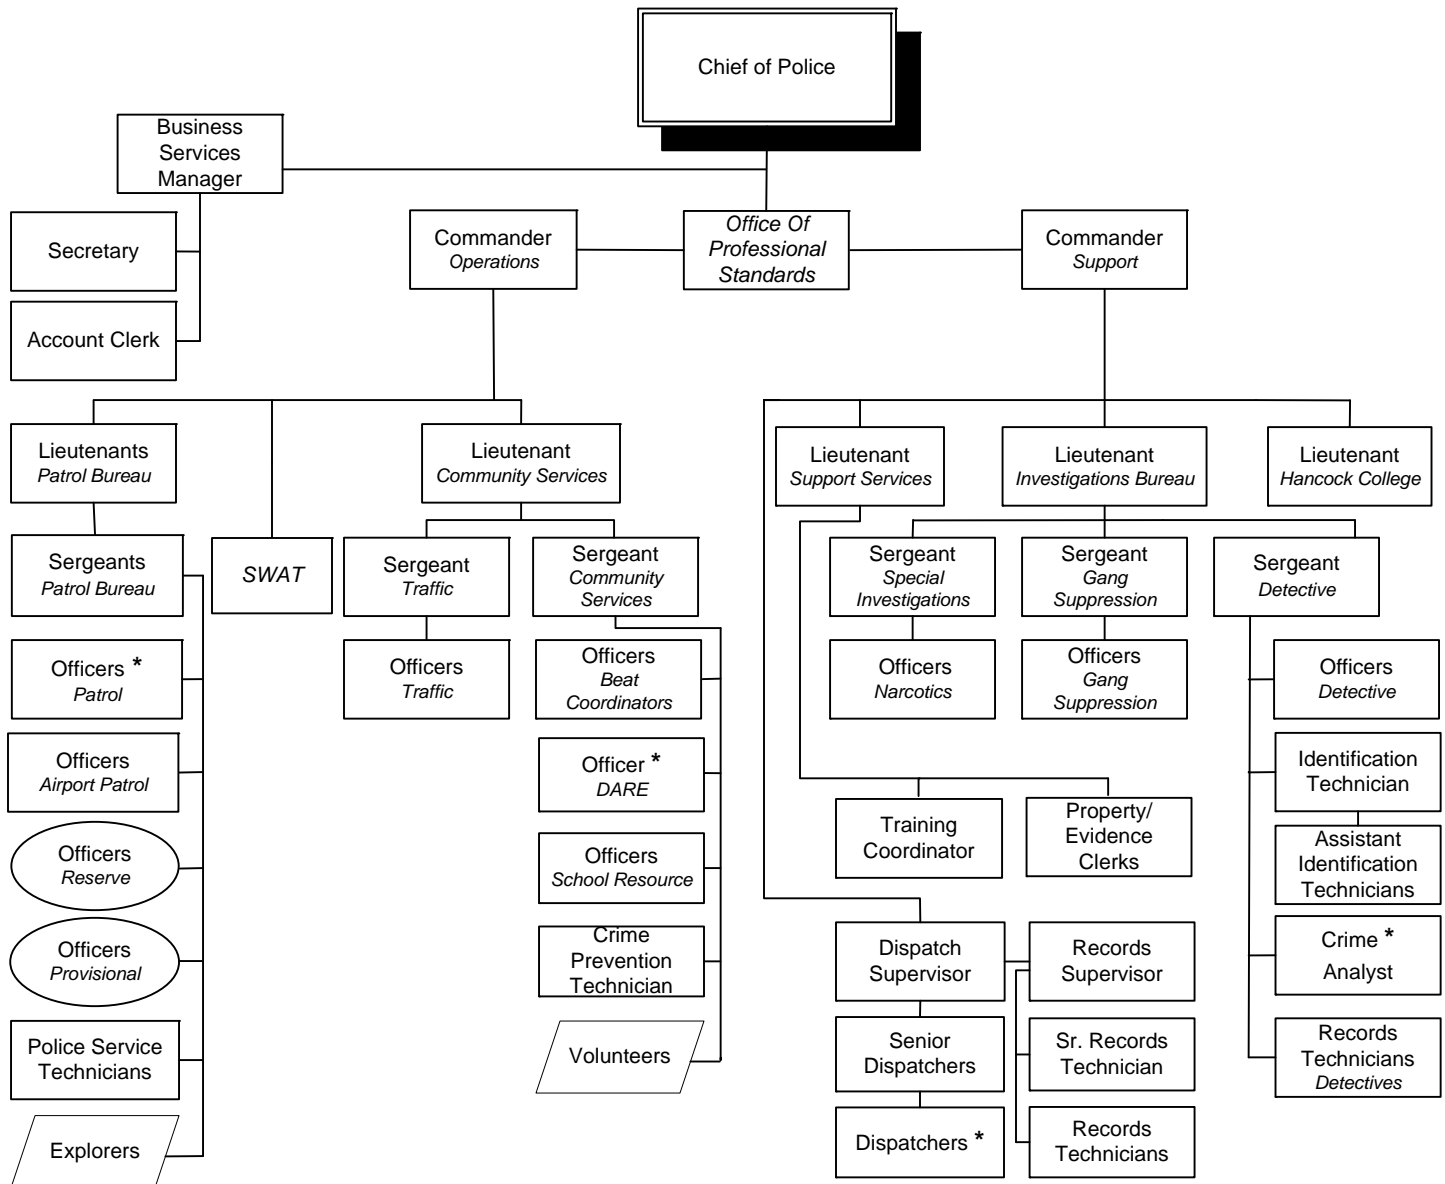 Chief of Police
Business
Services
Manager
Secretary
Account Clerk
Commander
Operations
Office Of
Professional
Standards
Commander
Support
Lieutenants
Patrol Bureau
Lieutenant
Community Services
Lieutenant
Support Services
Lieutenant
Investigations Bureau
Lieutenant
Hancock College
Sergeants
Patrol Bureau
SWAT
Sergeant
Traffic
Sergeant
Community
Services
Sergeant
Special
Investigations
Sergeant
Gang
Suppression
Sergeant
Detective
Officers *
Patrol
Officers
Traffic
Officers
Beat
Coordinators
Officers
Narcotics
Officers
Gang
Suppression
Officers
Detective
Officers
Airport Patrol
Officer *
DARE
Identification
Technician
Training
Coordinator
Property/
Evidence
Clerks
Assistant
Identification
Technicians
Officers
Reserve
Officers
School Resource
Officers
Provisional
Crime
Prevention
Technician
Dispatch
Supervisor
Records
Supervisor
Crime *
Analyst
Police Service
Technicians
Volunteers
Senior
Dispatchers
Sr. Records
Technician
Records
Technicians
Detectives
Explorers
Dispatchers *
Records
Technicians